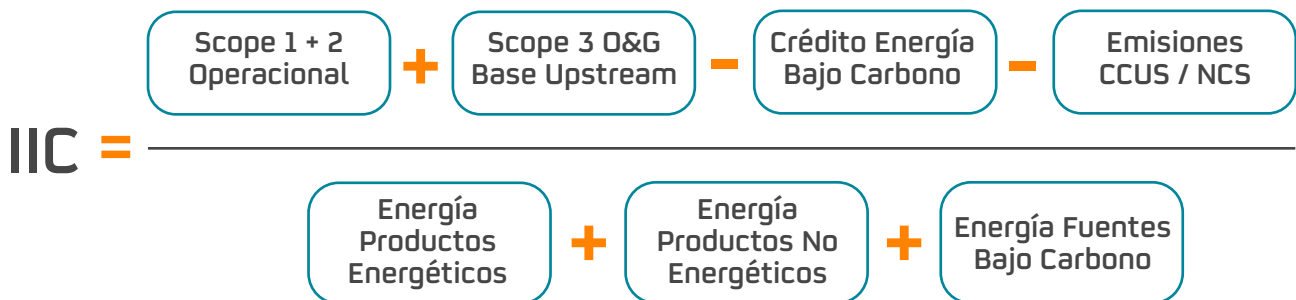 Scope 1 + 2
Operacional
+
Scope 3 O&G
Base Upstream
-
Crédito Energía
Bajo Carbono
-
Emisiones
CCUS / NCS
IIC =
Energía
Productos
Energéticos
+
Energía
Productos No
Energéticos
+
Energía Fuentes
Bajo Carbono